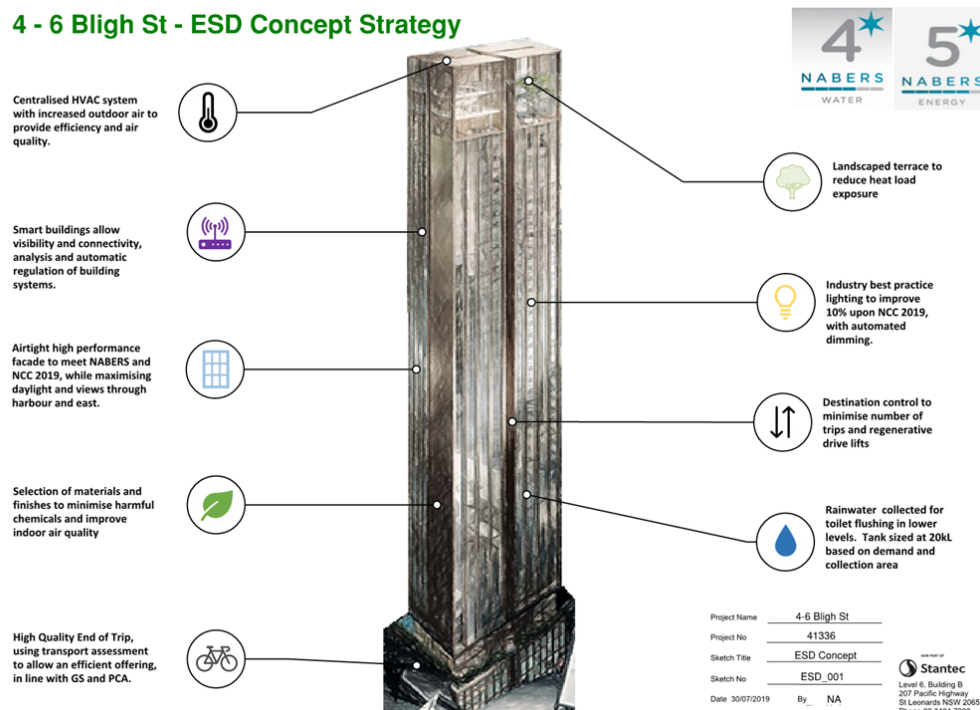 4 - 6 Bligh St - ESD Concept Strategy
4
NABERS
WATER
5
NABERS
ENERGY
Centralised HVAC system
with increased outdoor air to
provide efficiency and air
quality.
Smart buildings allow
visibility and connectivity,
analysis and automatic
regulation of building
systems.
Airtight high performance
facade to meet NABERS and
NCC 2019, while maximising
daylight and views through
harbour and east.
Selection of materials and
finishes to minimise harmful
chemicals and improve
indoor air quality
High Quality End of Trip,
using transport assessment
to allow an efficient offering,
in line with GS and PCA.
Landscaped terrace to
reduce heat load
exposure
Industry best practice
lighting to improve
10% upon NCC 2019,
with automated
dimming.
Destination control to
minimise number of
trips and regenerative
drive lifts
Rainwater collected for
toilet flushing in lower
levels. Tank sized at 20kL
based on demand and
collection area
Project Name 4-6 Bligh St
Project No 41336
Sketch Title ESD Concept
Sketch No ESD_001
Date 30/07/2019 By NA
NOW PART OF
Stantec
Level 6, Building B
207 Pacific Highway
St Leonards NSW 2065